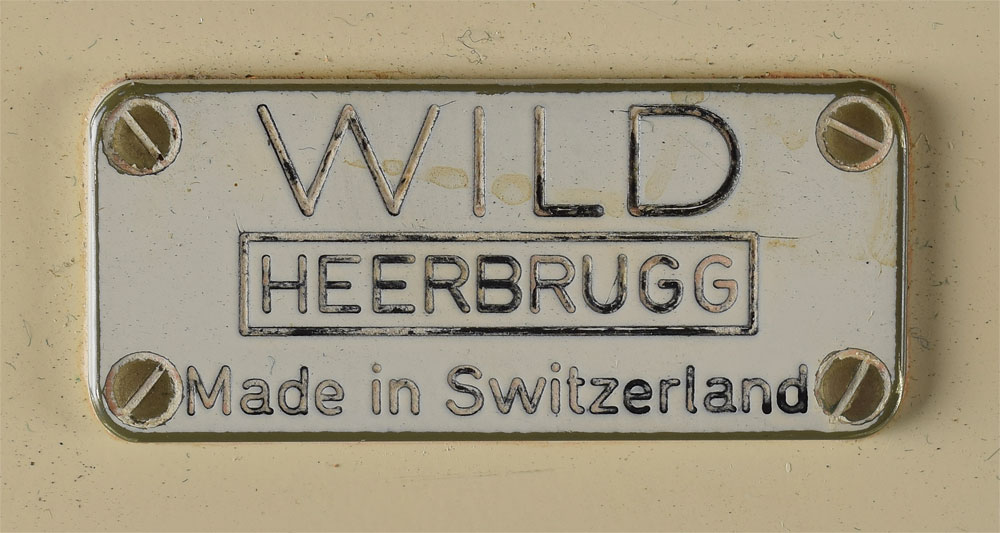 WILD
HEERBRUGG
Made in Switzerland